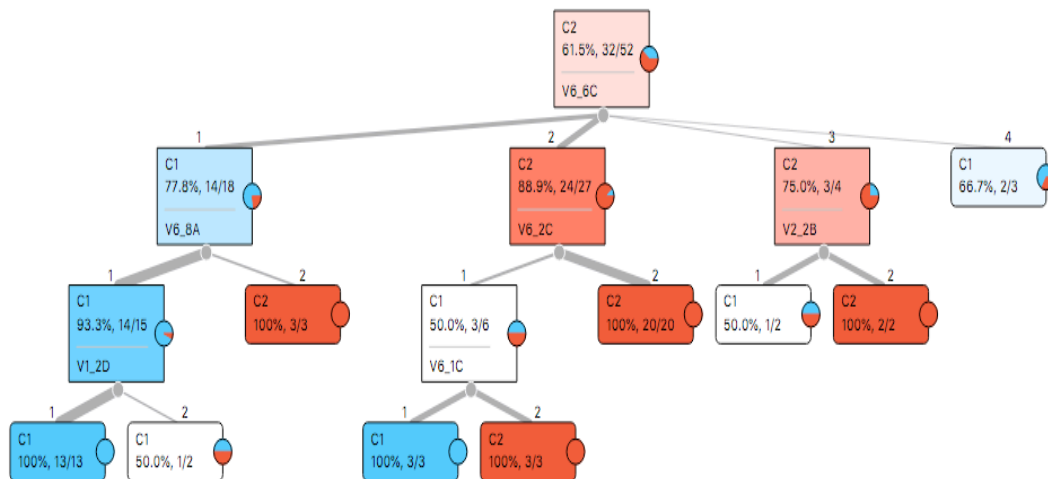 C2
61.5%, 32/52
V6_6C
1
2
3
4
C1
77.8%, 14/18
V6_8A
C2
88.9%, 24/27
V6_2C
C2
75.0%, 3/4
V2_2B
C1
66.7%, 2/3
1
2
1
2
1
2
C1
93.3%, 14/15
V1_2D
C2
100%, 3/3
C1
50.0%, 3/6
V6_1C
C2
100%, 20/20
C1
50.0%, 1/2
C2
100%, 2/2
1
2
1
2
C1
100%, 13/13
C1
50.0%, 1/2
C1
100%, 3/3
C2
100%, 3/3